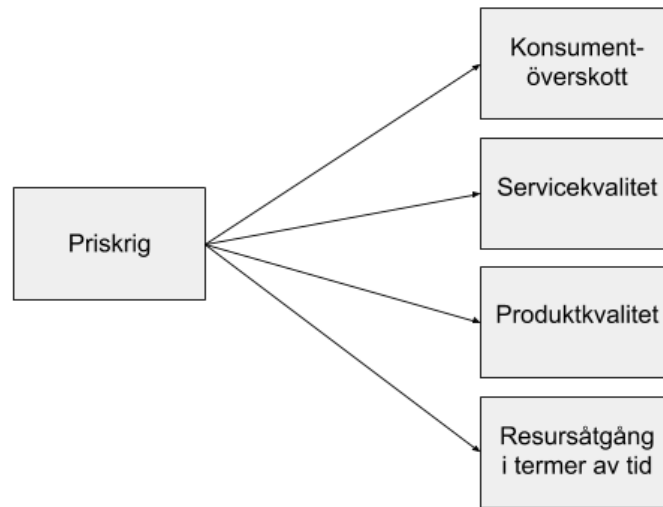 Konsument-
överskott
Servicekvalitet
Priskrig
Produktkvalitet
Resursåtgång
i termer av tid